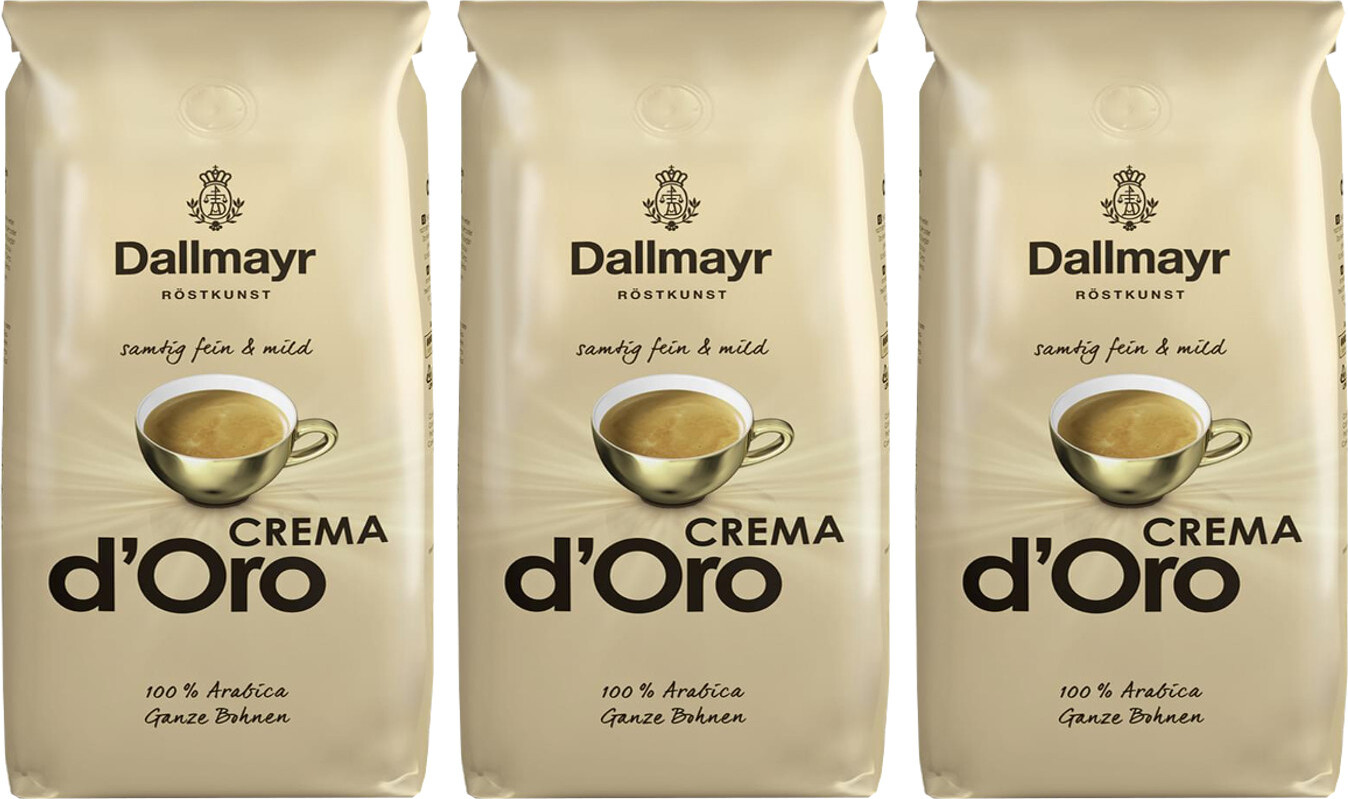 Dallmayr
RÖSTKUNST
samtig fein & mild
CREMA
d'Oro
100 % Arabica
Ganze Bohnen
Dallmayr
RÖSTKUNST
samtig fein & mild
CREMA
d'Oro
100 % Arabica
Ganze Bohnen
Dallmayr
RÖSTKUNST
samtig fein & mild
CREMA
d'Oro
100 % Arabica
Ganze Bohnen